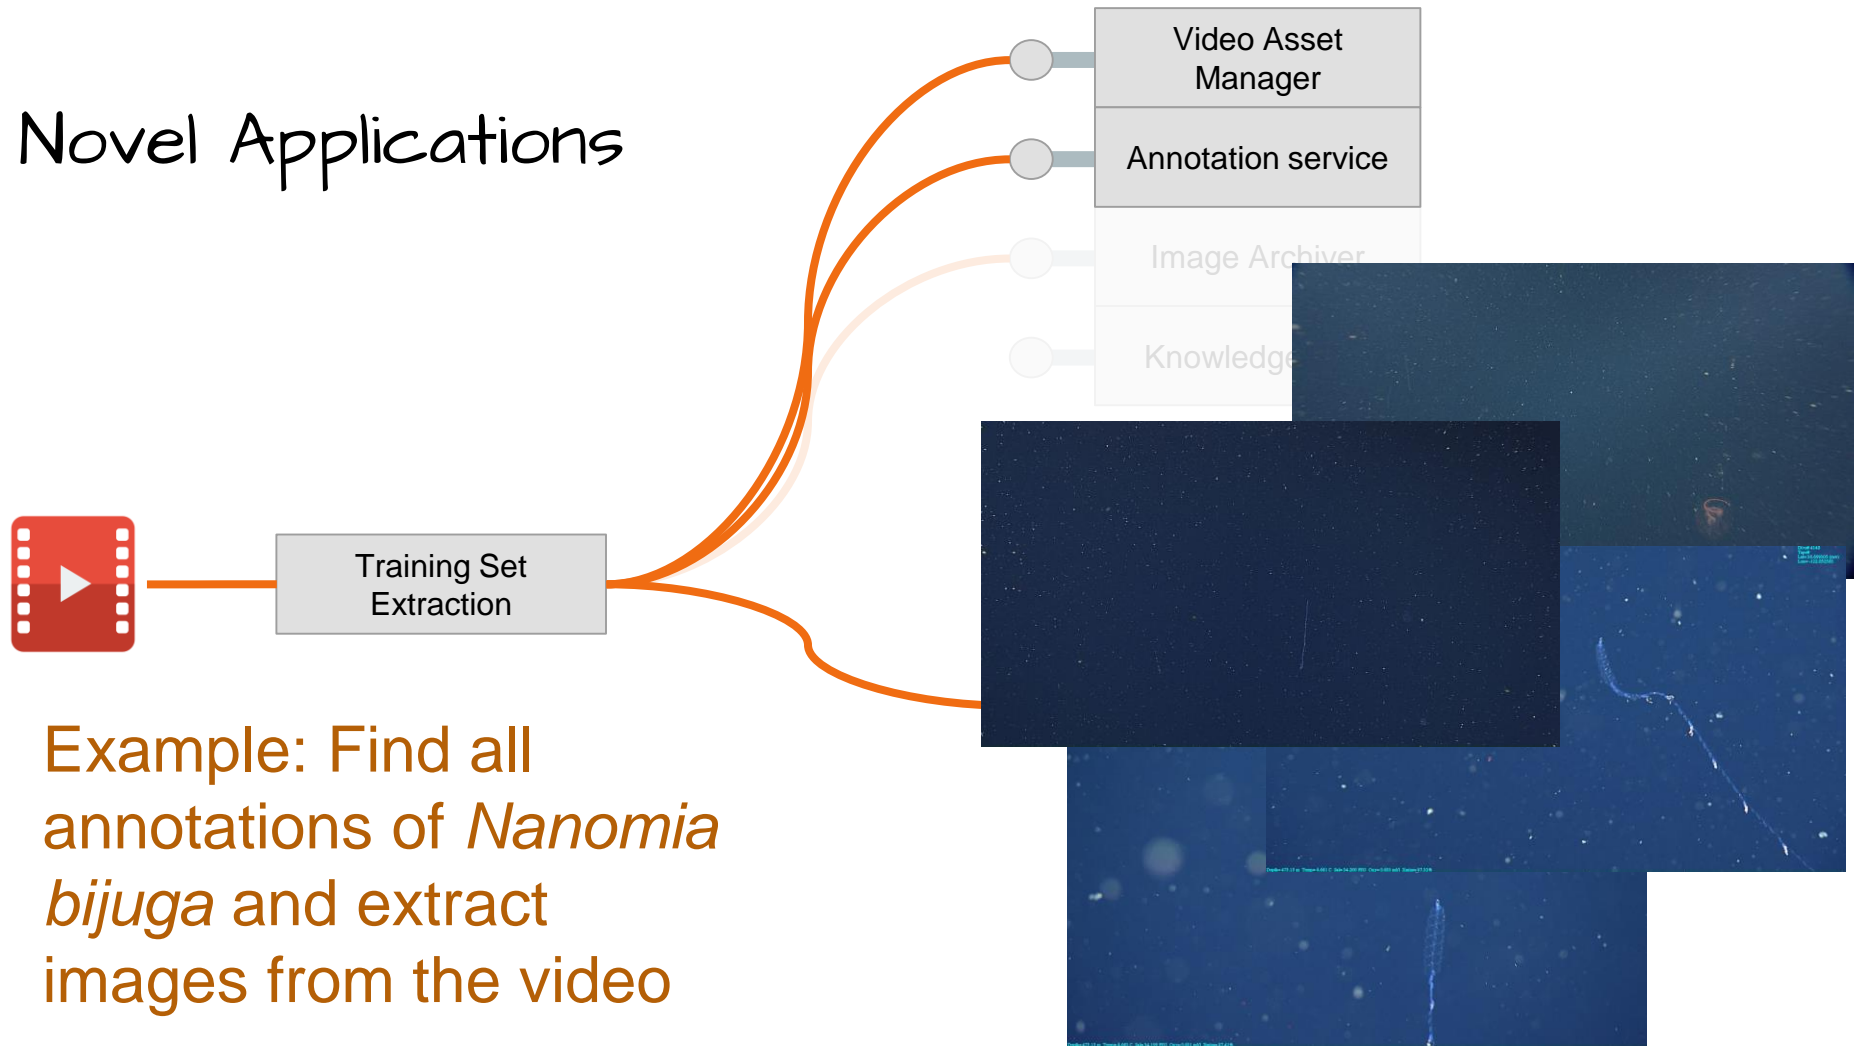 Novel Applications
Video Asset
Manager
Annotation service
Image Archiver
Knowledge
Training Set
Extraction
Example: Find all
annotations of Nanomia
bijuga and extract
images from the video